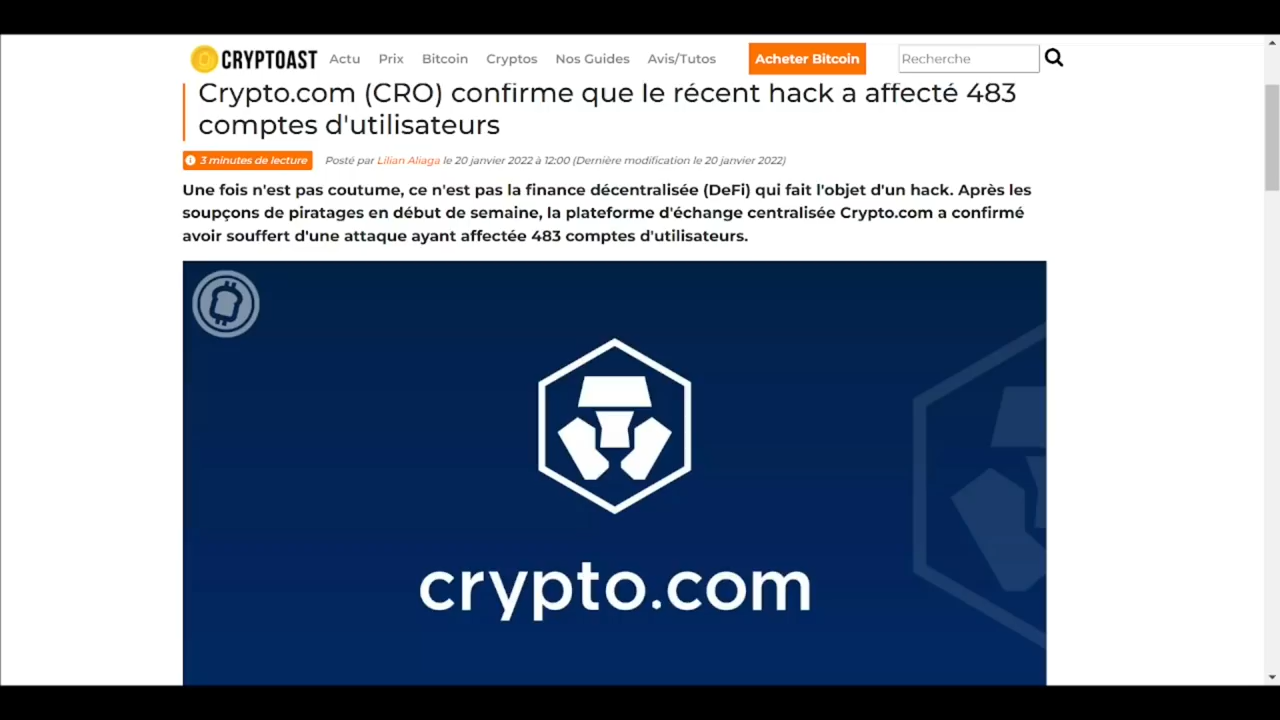 CRYPTOAST Actu Prix Bitcoin Cryptos Nos Guides Avis/Tutos Acheter Bitcoin Recherche
Crypto.com (CRO) confirme que le récent hack a affecté 483
comptes d'utilisateurs
3 minutes de lecture Posté par Lilian Aliaga le 20 janvier 2022 à 12:00 (Dernière modification le 20 janvier 2022)
Une fois n'est pas coutume, ce n'est pas la finance décentralisée (DeFi) qui fait l'objet d'un hack. Après les
soupçons de piratages en début de semaine, la plateforme d'échange centralisée Crypto.com a confirmé
avoir souffert d'une attaque ayant affectée 483 comptes d'utilisateurs.
crypto.com